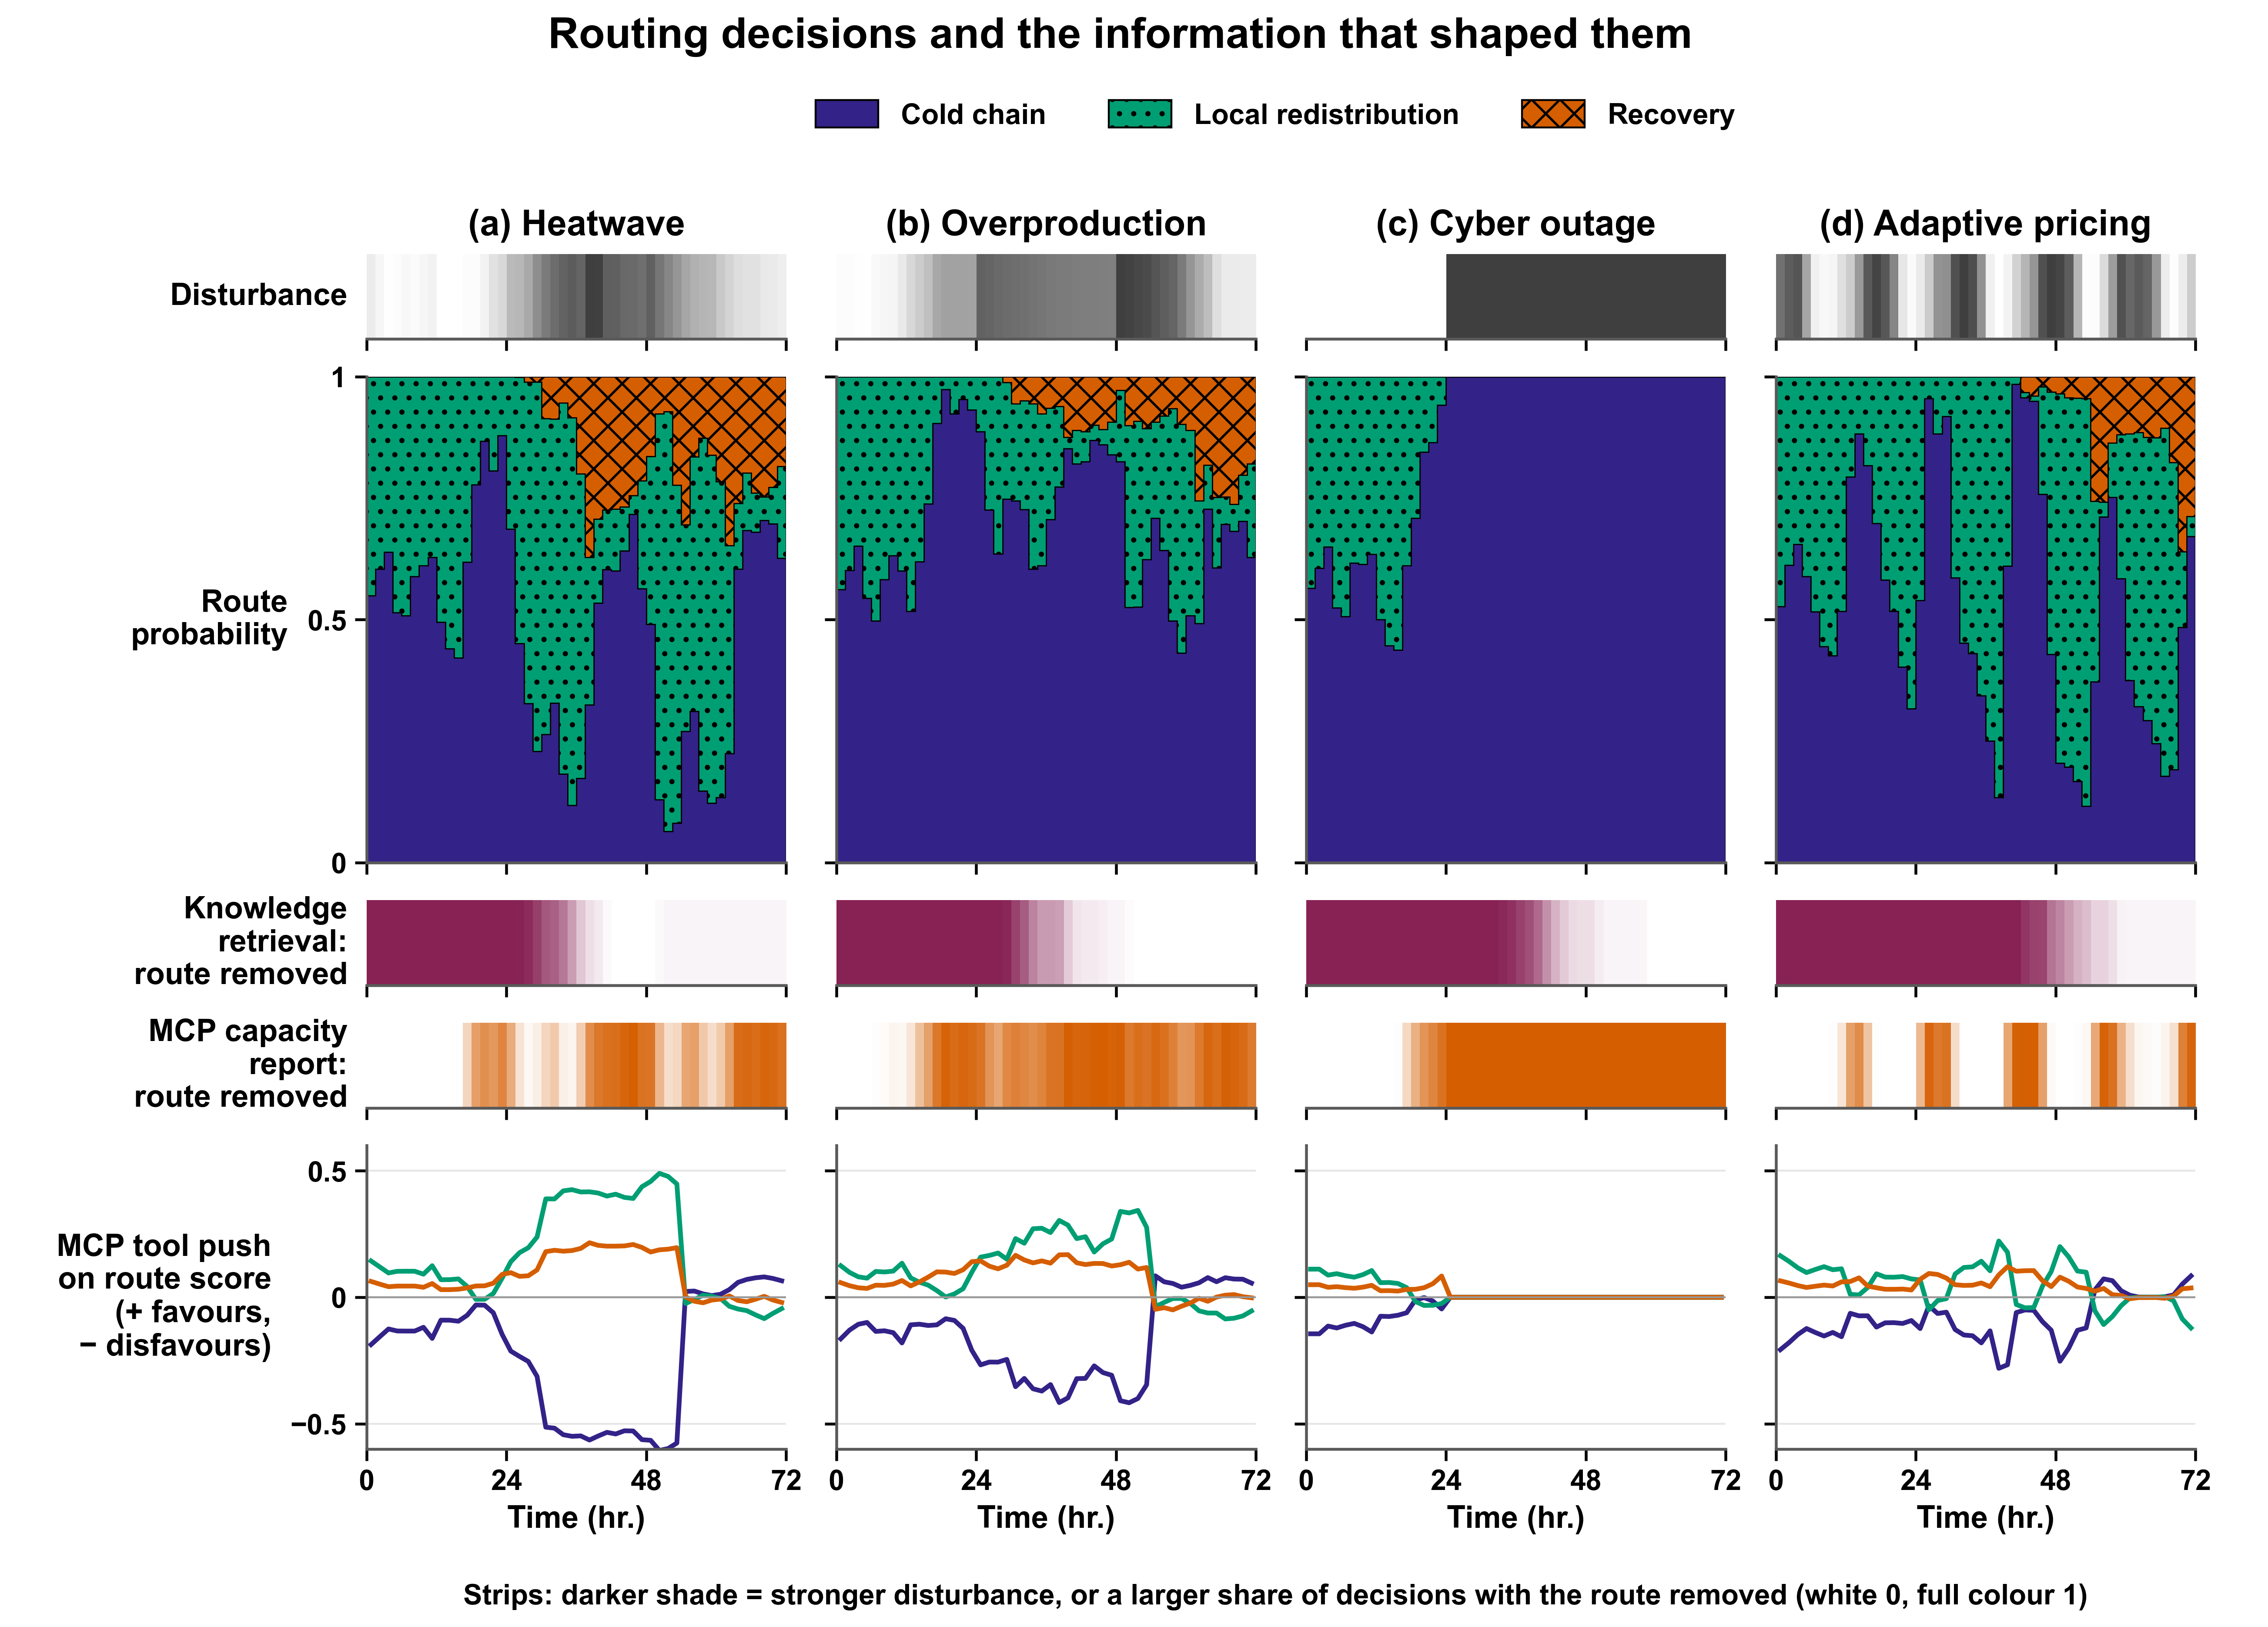 Routing decisions and the information that shaped them
Cold chain
Local redistribution
Recovery
(a) Heatwave
(b) Overproduction
(c) Cyber outage
(d) Adaptive pricing
Disturbance
1
0.5
0
Route
probability
Knowledge
retrieval:
route removed
MCP capacity
report:
route removed
0.5
0
−0.5
MCP tool push
on route score
(+ favours,
− disfavours)
0 24 48 72
0 24 48 72
0 24 48 72
0 24 48 72
Time (hr.)
Time (hr.)
Time (hr.)
Time (hr.)
Strips: darker shade = stronger disturbance, or a larger share of decisions with the route removed (white 0, full colour 1)